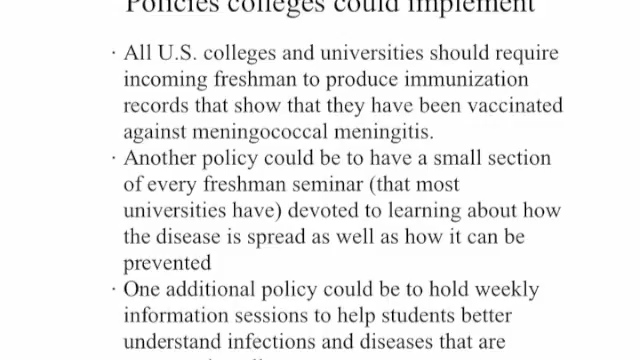 Policies colleges could implement
· All U.S. colleges and universities should require
incoming freshman to produce immunization
records that show that they have been vaccinated
against meningococcal meningitis.
· Another policy could be to have a small section
of every freshman seminar (that most
universities have) devoted to learning about how
the disease is spread as well as how it can be
prevented
· One additional policy could be to hold weekly
information sessions to help students better
understand infections and diseases that are